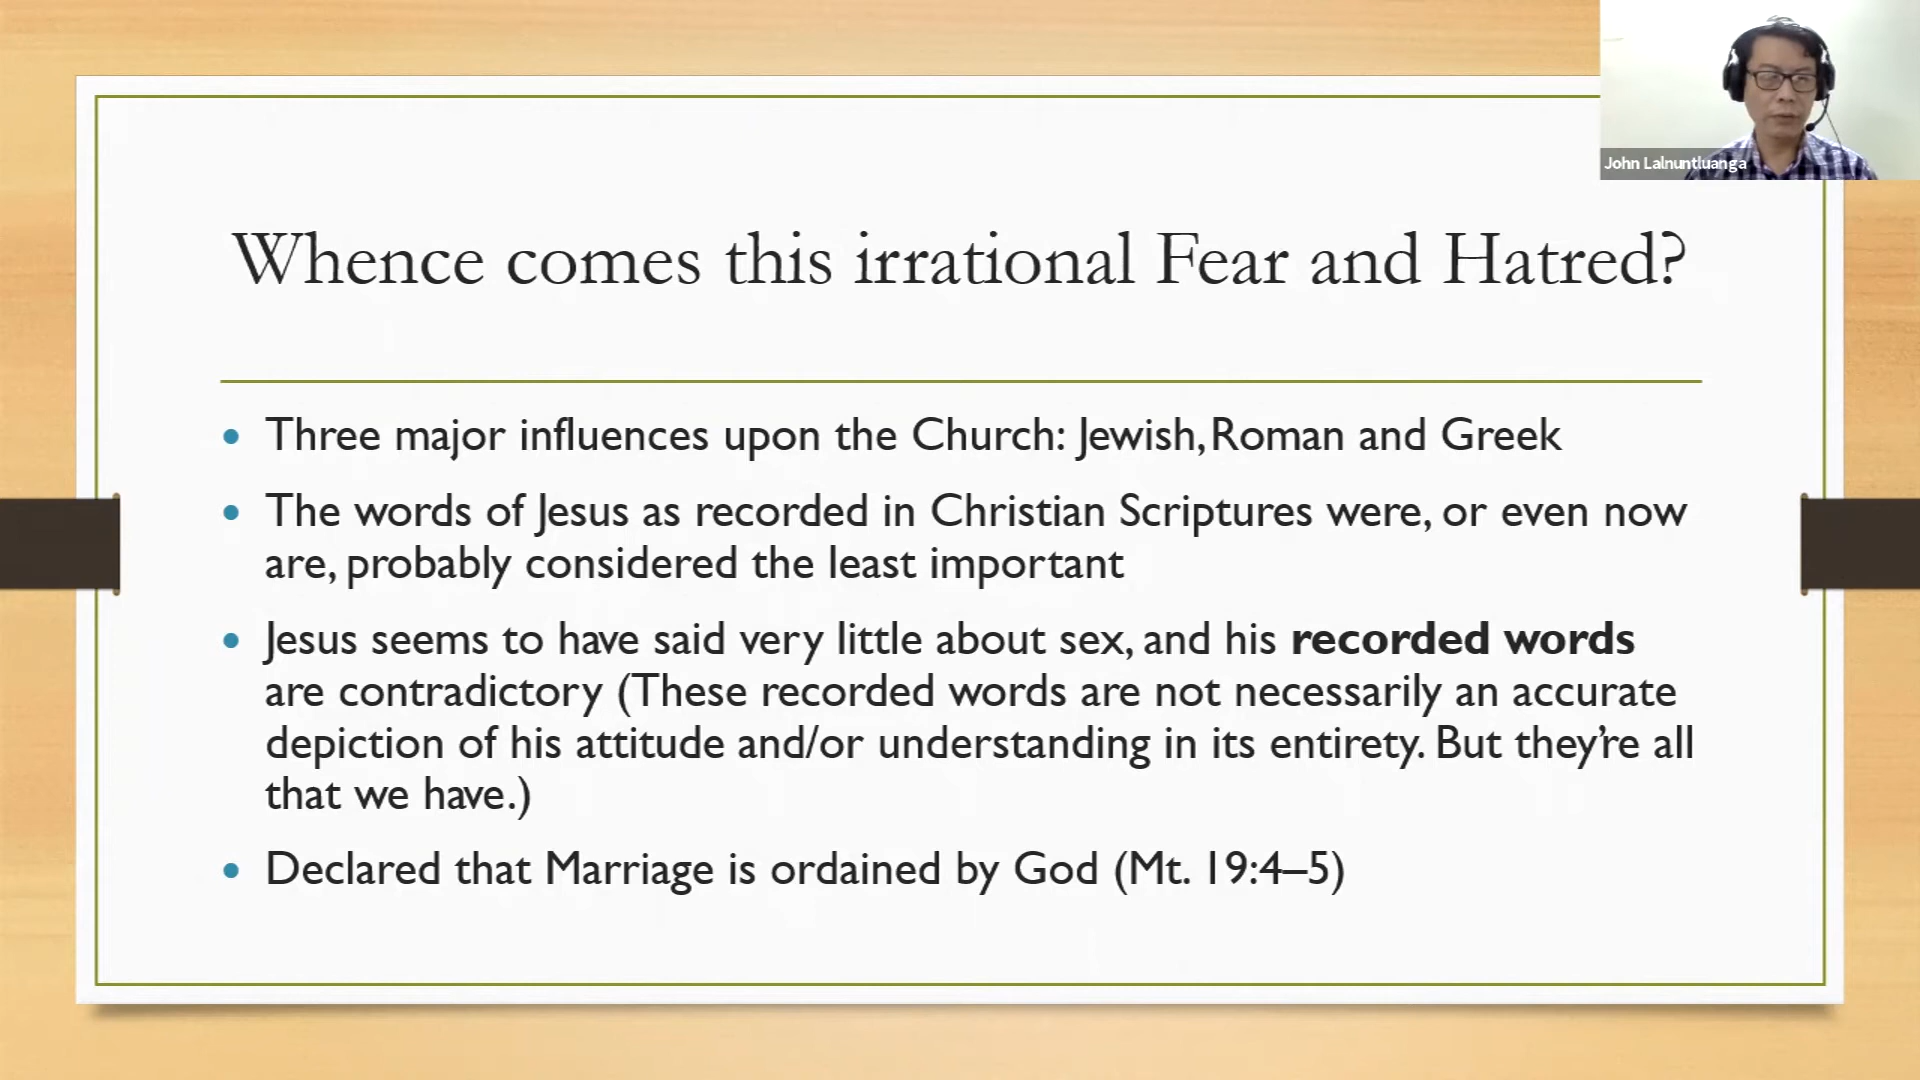 John Lalnuntluanga
Whence comes this irrational Fear and Hatred?
• Three major influences upon the Church: Jewish, Roman and Greek
• The words of Jesus as recorded in Christian Scriptures were, or even now
are, probably considered the least important
• Jesus seems to have said very little about sex, and his recorded words
are contradictory (These recorded words are not necessarily an accurate
depiction of his attitude and/or understanding in its entirety. But they’re all
that we have.)
• Declared that Marriage is ordained by God (Mt. 19:4–5)